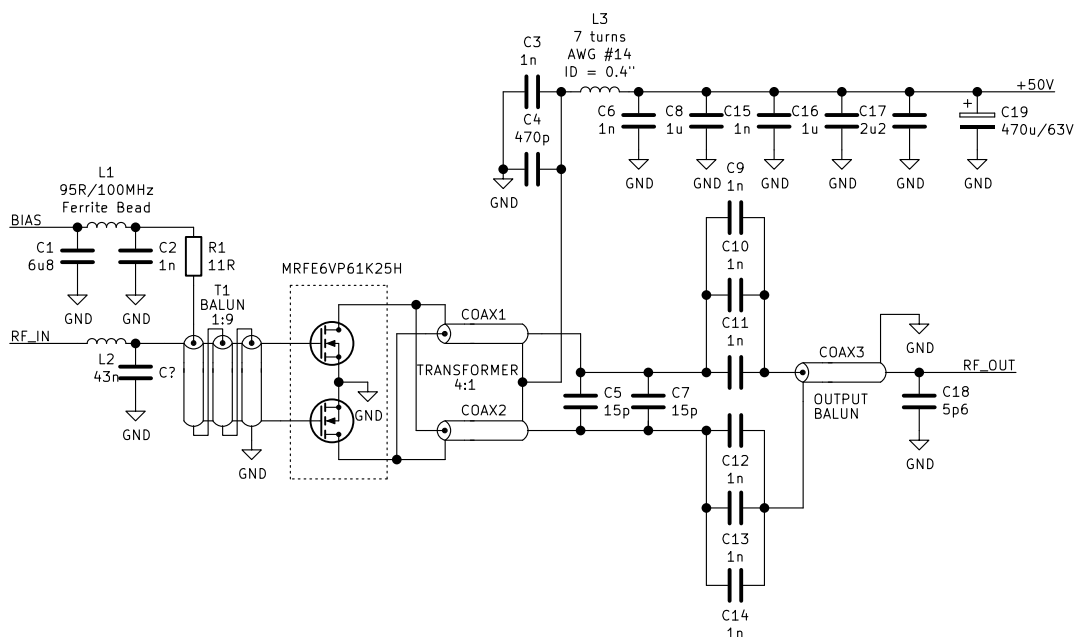 L3
7 turns
AWG #14
ID = 0.4"
C3
1n
C4
470p
GND
+50V
C6
1n
C8
1u
C15
1n
C16
1u
C17
2u2
+
C19
470u/63V
GND
GND
GND
GND
GND
GND
L1
95R/100MHz
Ferrite Bead
BIAS
C1
6u8
C2
1n
R1
11R
GND
GND
T1
BALUN
1:9
MRFE6VP61K25H
RF_IN
L2
43n
C?
GND
GND
GND
COAX1
TRANSFORMER
4:1
COAX2
C5
15p
C7
15p
C9
1n
C10
1n
C11
1n
C12
1n
C13
1n
C14
1n
COAX3
OUTPUT
BALUN
GND
RF_OUT
C18
5p6
GND